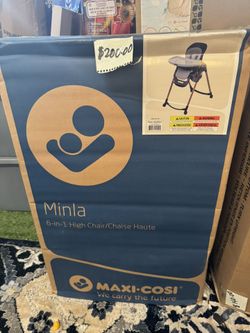 $200.00
Minla
6-in-1 High Chair/Chaise Haute
MAXI-COSI
We carry the future